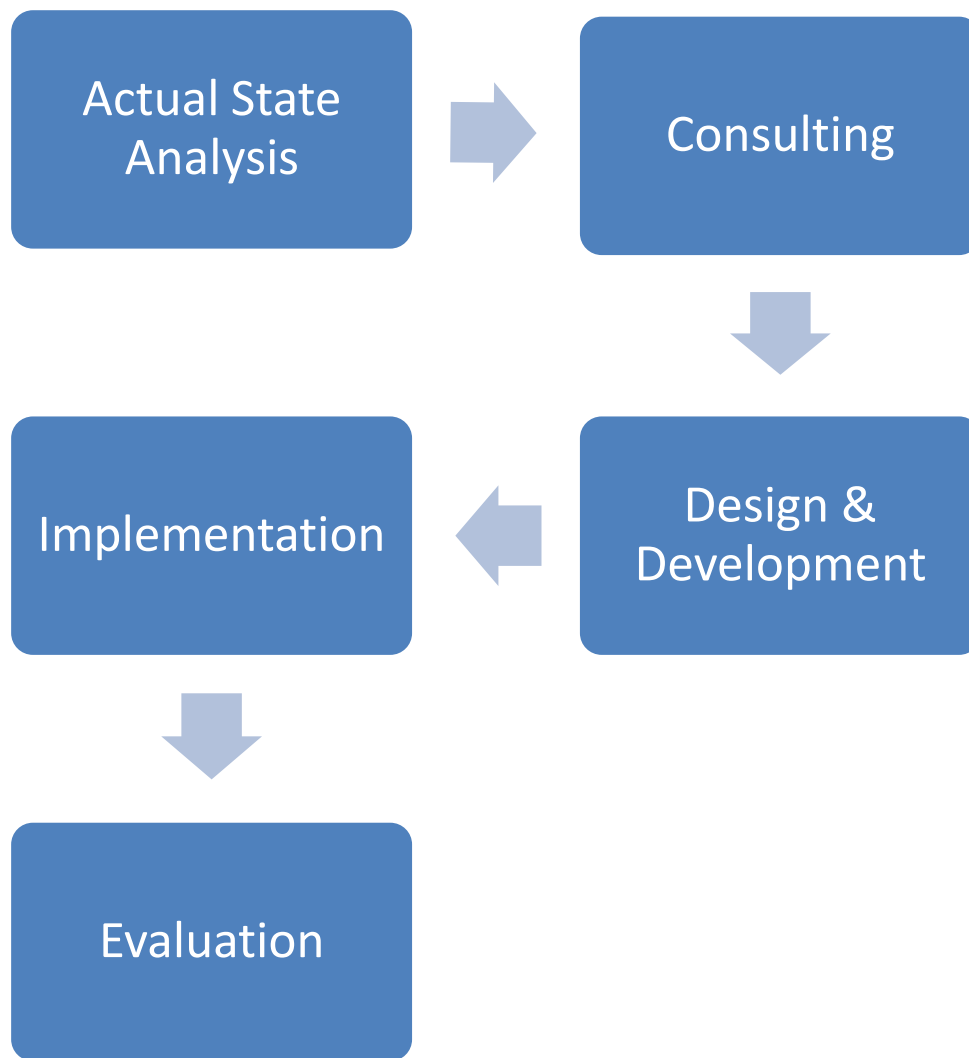 Actual State
Analysis
Consulting
Design &
Development
Implementation
Evaluation